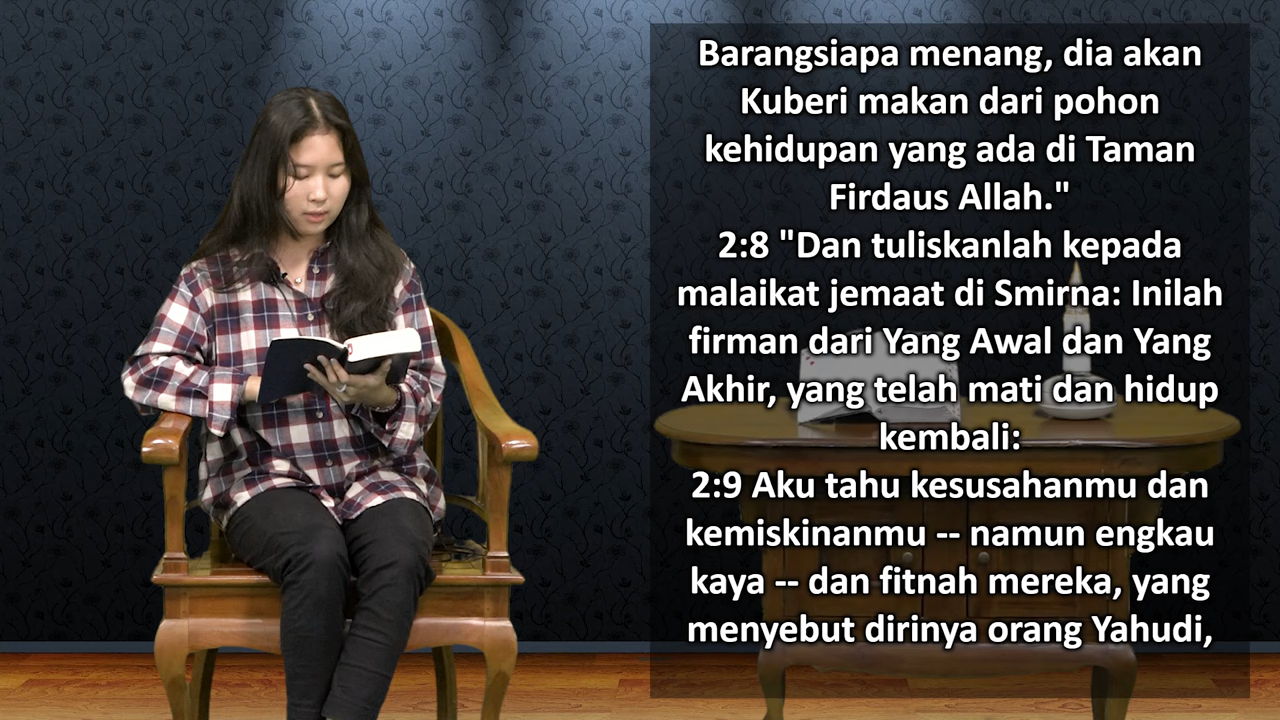 Barangsiapa menang, dia akan
Kuberi makan dari pohon
kehidupan yang ada di Taman
Firdaus Allah."
2:8 "Dan tuliskanlah kepada
malaikat jemaat di Smirna: Inilah
firman dari Yang Awal dan Yang
Akhir, yang telah mati dan hidup
kembali:
2:9 Aku tahu kesusahanmu dan
kemiskinanmu -- namun engkau
kaya -- dan fitnah mereka, yang
menyebut dirinya orang Yahudi,